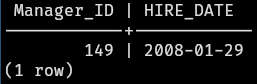 Manager_ID | HIRE_DATE
------------+------------
149 | 2008-01-29
(1 row)